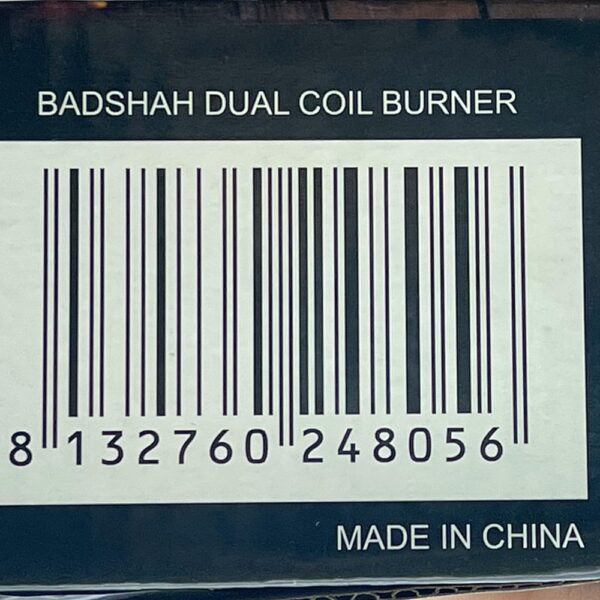 BADSHAH DUAL COIL BURNER
8 132760 248056
MADE IN CHINA